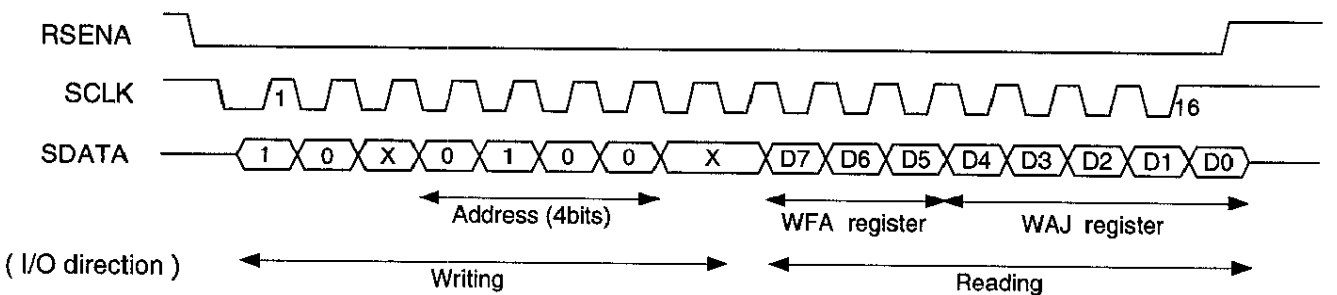 RSENA
SCLK 1 16
SDATA 1 0 X 0 1 0 0 X D7 D6 D5 D4 D3 D2 D1 D0
Address (4bits) WFA register WAJ register
( I/O direction ) Writing Reading